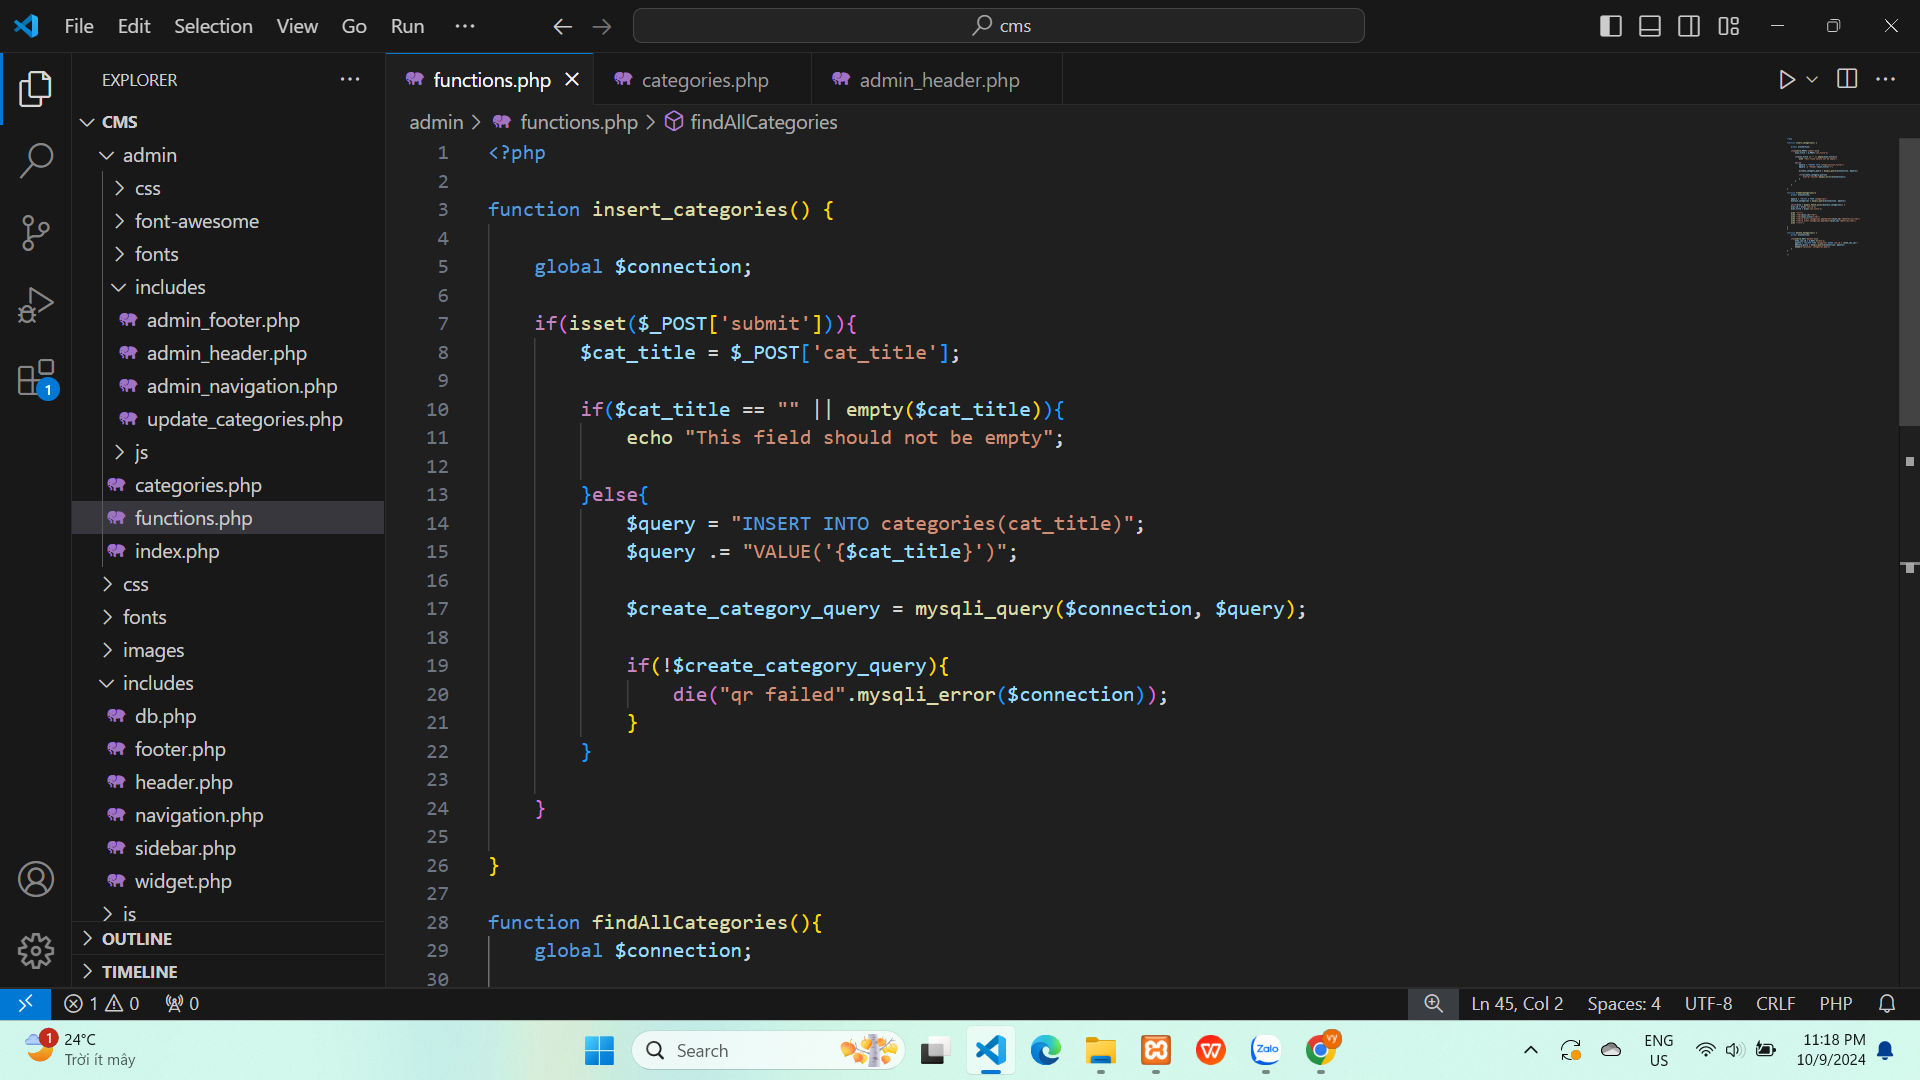 File Edit Selection View Go Run ··· cms
EXPLORER ···
functions.php categories.php admin_header.php
admin > functions.php > findAllCategories
CMS
admin
css
font-awesome
fonts
includes
admin_footer.php
admin_header.php
admin_navigation.php
update_categories.php
js
categories.php
functions.php
index.php
css
fonts
images
includes
db.php
footer.php
header.php
navigation.php
sidebar.php
widget.php
js
OUTLINE
TIMELINE
1
1 <?php
2
3 function insert_categories() {
4
5 global $connection;
6
7 if(isset($_POST['submit'])){
8 $cat_title = $_POST['cat_title'];
9
10 if($cat_title == "" || empty($cat_title)){
11 echo "This field should not be empty";
12
13 }else{
14 $query = "INSERT INTO categories(cat_title)";
15 $query .= "VALUE('{$cat_title}')";
16
17 $create_category_query = mysqli_query($connection, $query);
18
19 if(!$create_category_query){
20 die("qr failed".mysqli_error($connection));
21 }
22 }
23
24 }
25
26 }
27
28 function findAllCategories(){
29 global $connection;
30
1 0 0 Ln 45, Col 2 Spaces: 4 UTF-8 CRLF PHP
1
24°C
Trời ít mây
Search
Zalo
vy
ENG
US
11:18 PM
10/9/2024